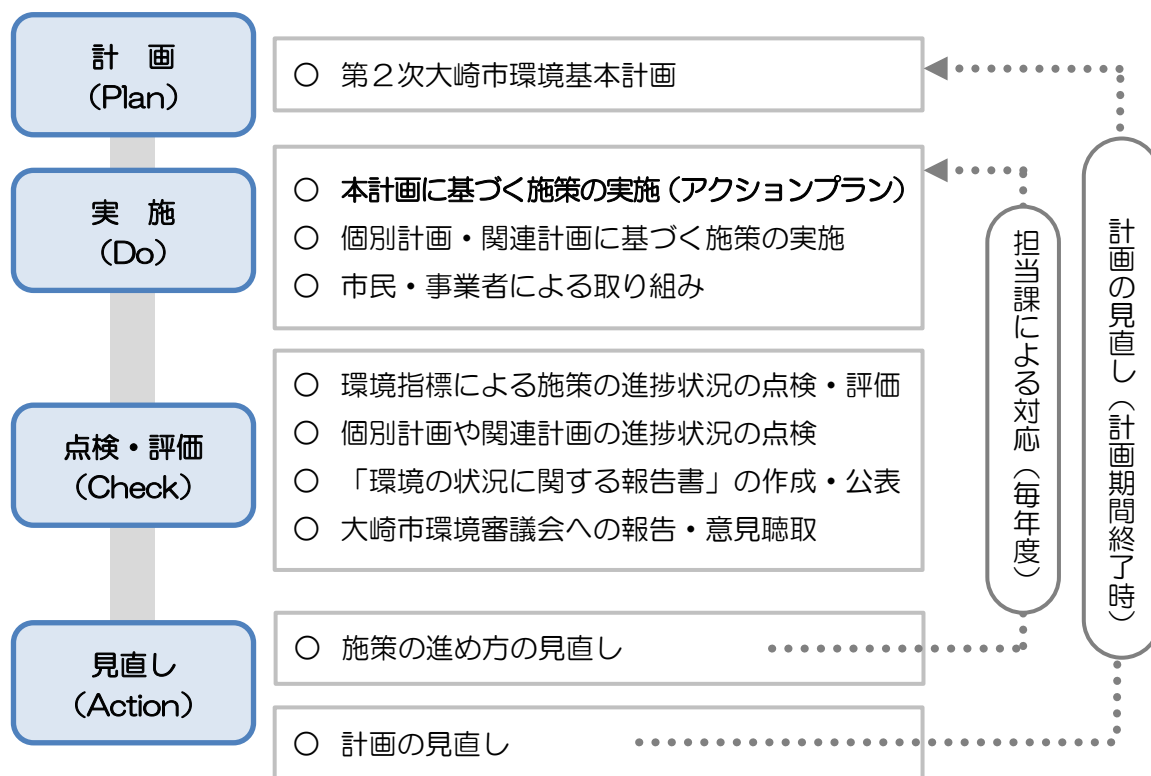 計 画
(Plan)
○ 第2次大崎市環境基本計画
実 施
(Do)
○ 本計画に基づく施策の実施(アクションプラン)
○ 個別計画・関連計画に基づく施策の実施
○ 市民・事業者による取り組み
点検・評価
(Check)
○ 環境指標による施策の進捗状況の点検・評価
○ 個別計画や関連計画の進捗状況の点検
○ 「環境の状況に関する報告書」の作成・公表
○ 大崎市環境審議会への報告・意見聴取
見直し
(Action)
○ 施策の進め方の見直し
○ 計画の見直し
担当課による対応(毎年度)
計画の見直し(計画期間終了時)